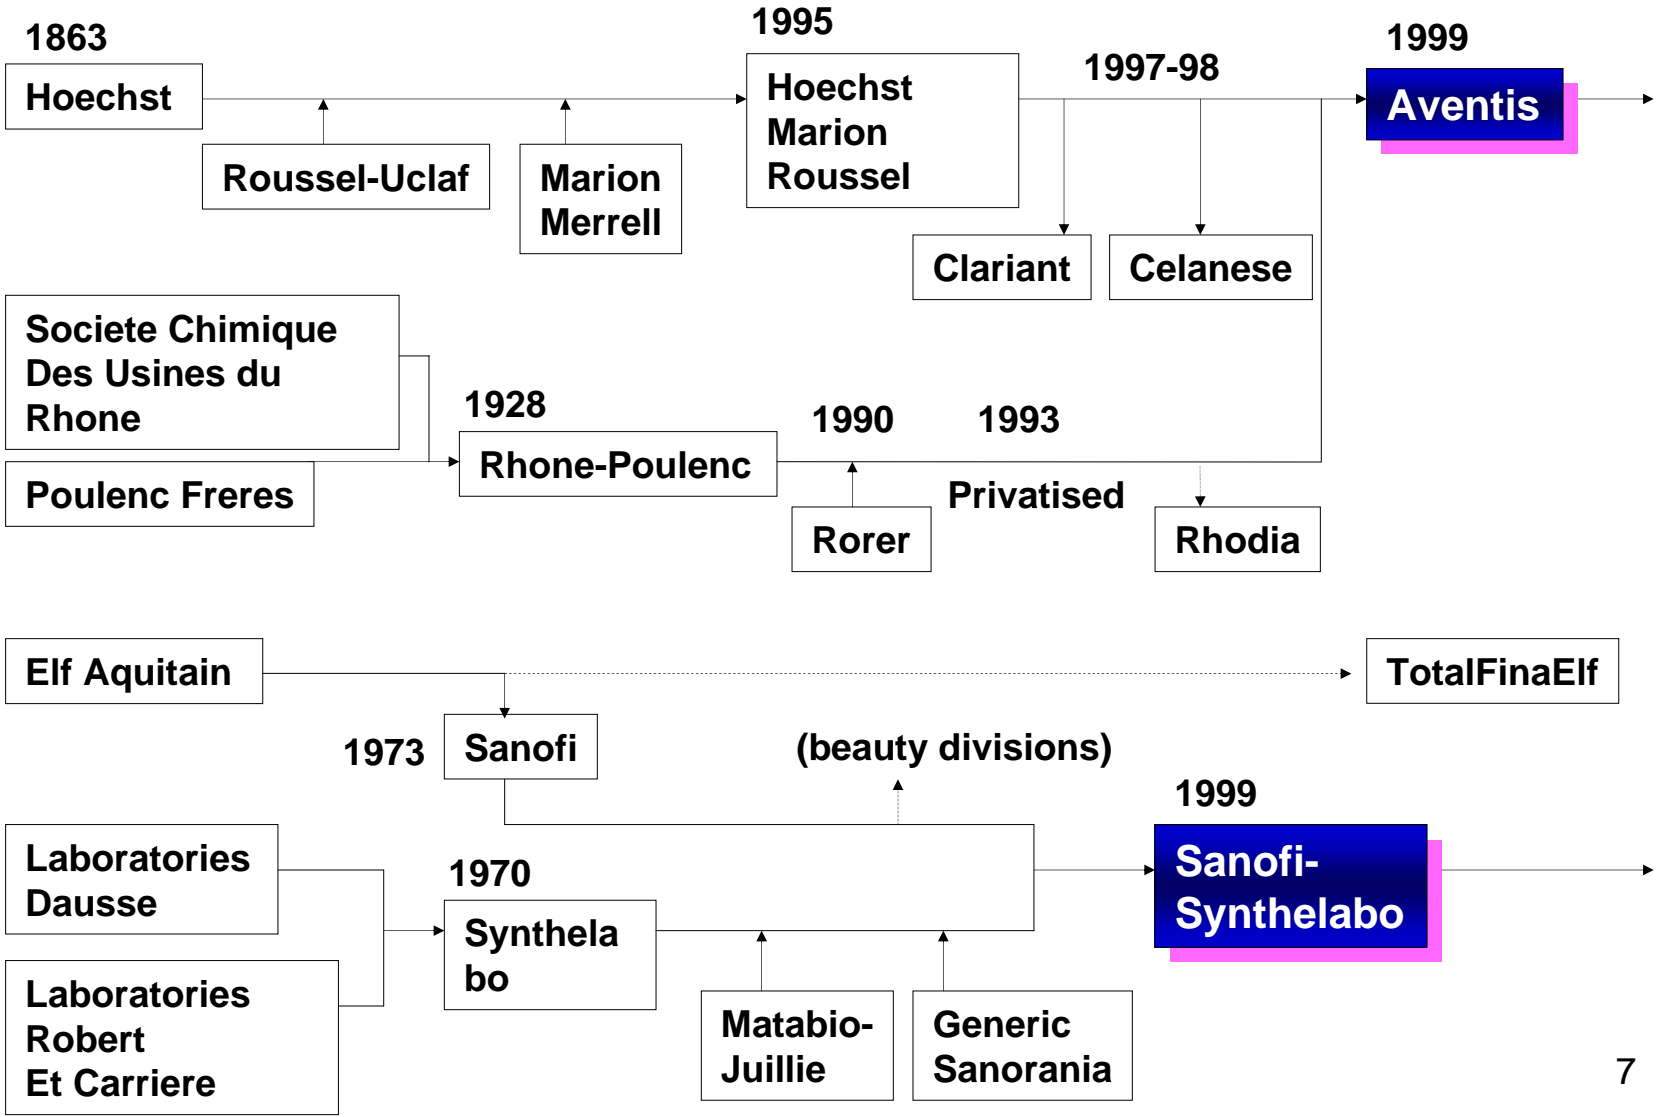 1863
Hoechst
Roussel-Uclaf
Marion
Merrell
1995
Hoechst
Marion
Roussel
1997-98
Clariant
Celanese
1999
Aventis
Societe Chimique
Des Usines du
Rhone
Poulenc Freres
1928
Rhone-Poulenc
1990
1993
Privatised
Rorer
Rhodia
Elf Aquitain
TotalFinaElf
1973
Sanofi
(beauty divisions)
1999
Sanofi-
Synthelabo
Laboratories
Dausse
1970
Synthela
bo
Laboratories
Robert
Et Carriere
Matabio-
Juillie
Generic
Sanorania
7